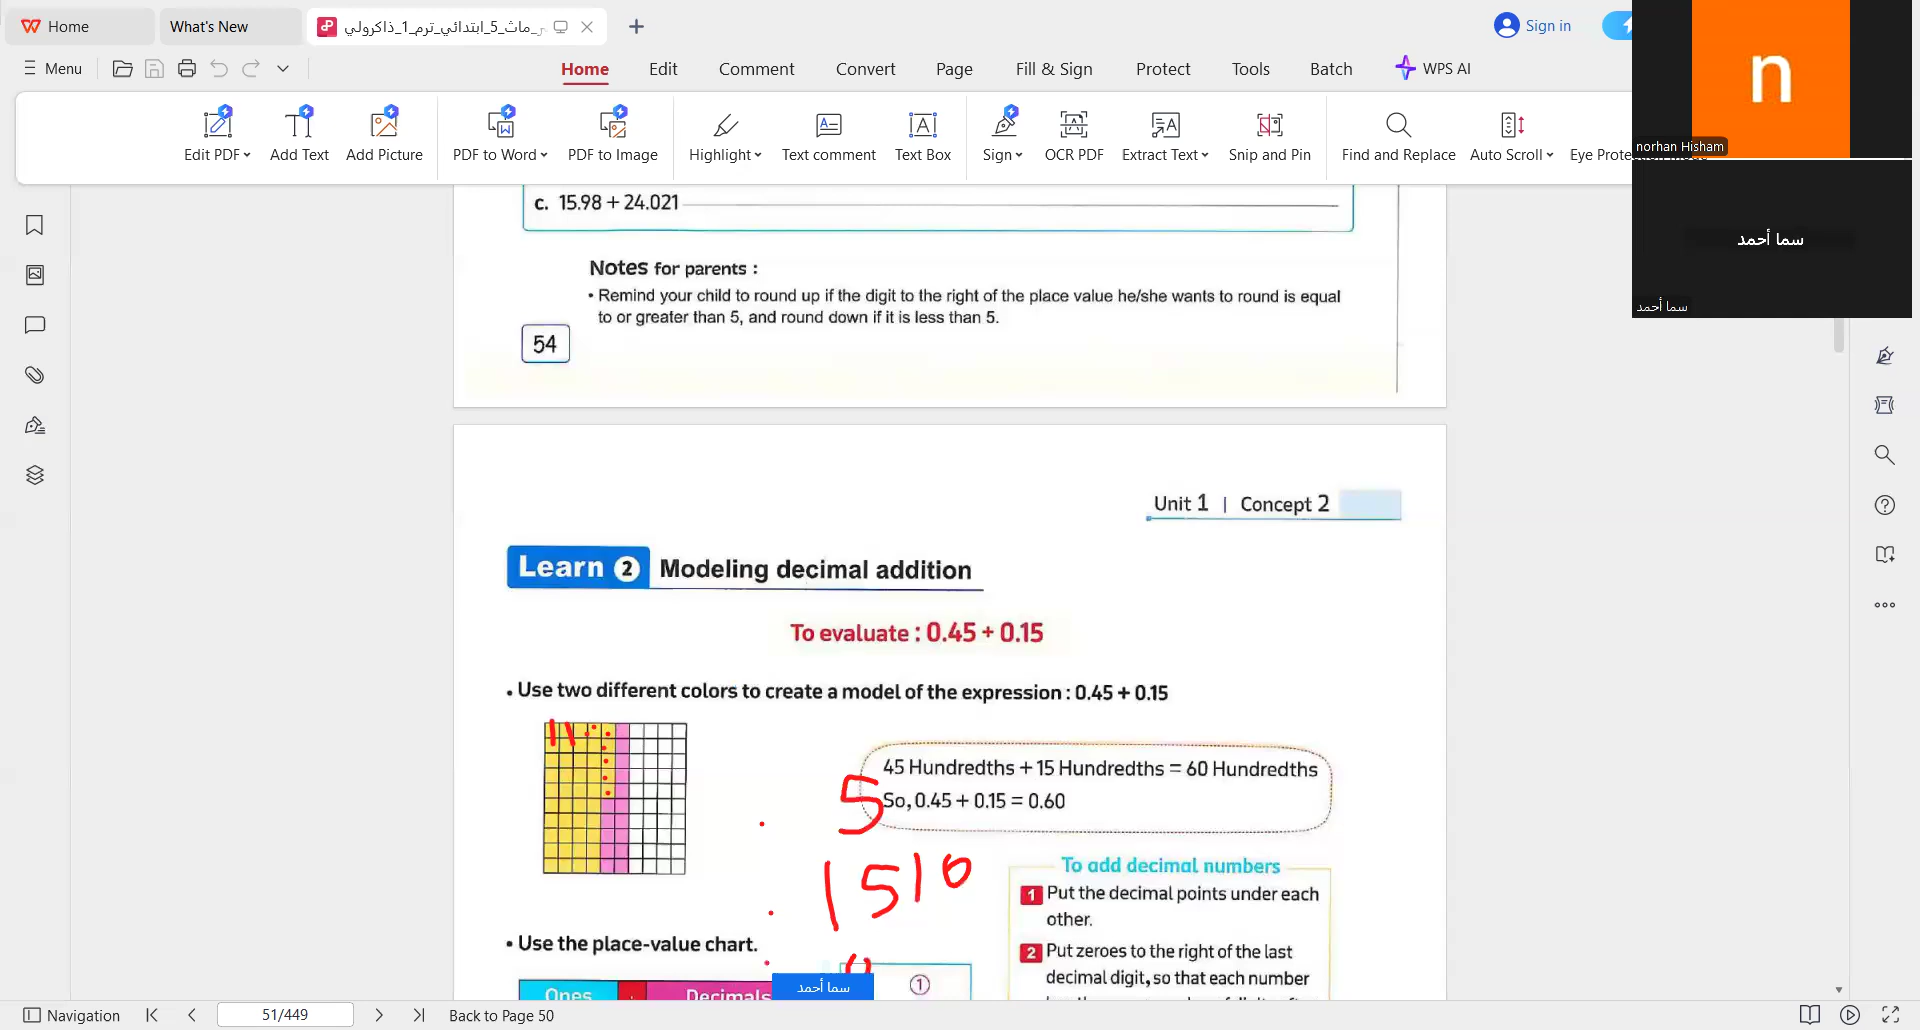 Home
What's New
ـر_ماث_5_ابتدائي_ترم_1_ذاكرولي
Sign in
Menu
Home
Edit
Comment
Convert
Page
Fill & Sign
Protect
Tools
Batch
WPS AI
Edit PDF
Add Text
Add Picture
PDF to Word
PDF to Image
Highlight
Text comment
Text Box
Sign
OCR PDF
Extract Text
Snip and Pin
Find and Replace
Auto Scroll
n
norhan Hisham
سما أحمد
سما أحمد
c. 15.98 + 24.021
Notes for parents :
• Remind your child to round up if the digit to the right of the place value he/she wants to round is equal
to or greater than 5, and round down if it is less than 5.
54
Unit 1 | Concept 2
Learn 2 Modeling decimal addition
To evaluate : 0.45 + 0.15
• Use two different colors to create a model of the expression : 0.45 + 0.15
45 Hundredths + 15 Hundredths = 60 Hundredths
So, 0.45 + 0.15 = 0.60
. 5
. 1 5 1 0
To add decimal numbers
1 Put the decimal points under each
other.
2 Put zeroes to the right of the last
decimal digit, so that each number
• Use the place-value chart.
Ones
Decimals
سما أحمد
1
Navigation
51/449
Back to Page 50